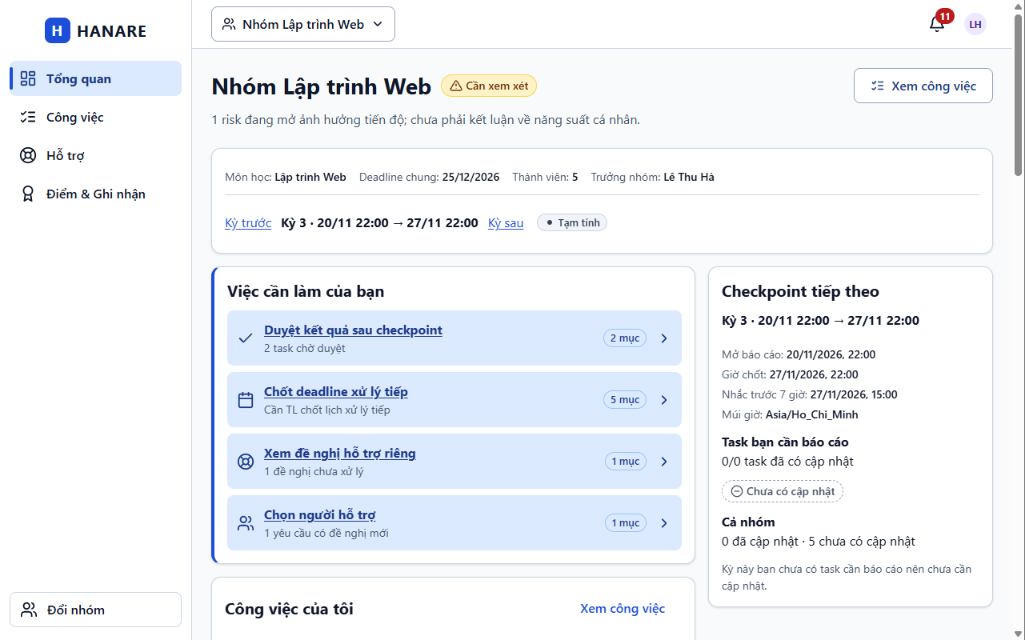 H HANARE
Tổng quan
Công việc
Hỗ trợ
Điểm & Ghi nhận
Đổi nhóm
Nhóm Lập trình Web
11
LH
Nhóm Lập trình Web
Cần xem xét
Xem công việc
1 risk đang mở ảnh hưởng tiến độ; chưa phải kết luận về năng suất cá nhân.
Môn học: Lập trình Web Deadline chung: 25/12/2026 Thành viên: 5 Trưởng nhóm: Lê Thu Hà
Kỳ trước Kỳ 3 · 20/11 22:00 → 27/11 22:00 Kỳ sau • Tạm tính
Việc cần làm của bạn
Duyệt kết quả sau checkpoint
2 task chờ duyệt
2 mục
Chốt deadline xử lý tiếp
Cần TL chốt lịch xử lý tiếp
5 mục
Xem đề nghị hỗ trợ riêng
1 đề nghị chưa xử lý
1 mục
Chọn người hỗ trợ
1 yêu cầu có đề nghị mới
1 mục
Công việc của tôi
Xem công việc
Checkpoint tiếp theo
Kỳ 3 · 20/11 22:00 → 27/11 22:00
Mở báo cáo: 20/11/2026, 22:00
Giờ chốt: 27/11/2026, 22:00
Nhắc trước 7 giờ: 27/11/2026, 15:00
Múi giờ: Asia/Ho_Chi_Minh
Task bạn cần báo cáo
0/0 task đã có cập nhật
Chưa có cập nhật
Cả nhóm
0 đã cập nhật · 5 chưa có cập nhật
Kỳ này bạn chưa có task cần báo cáo nên chưa cần
cập nhật.